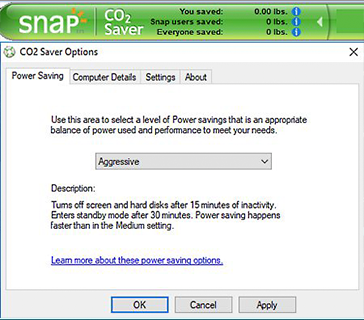 snap CO2 Saver
You saved: 0.00 lbs.
Snap users saved: 0 lbs.
Everyone saved: 0 lbs.
CO2 Saver Options
Power Saving Computer Details Settings About
Use this area to select a level of Power savings that is an appropriate
balance of power used and performance to meet your needs.
Aggressive
Description:
Turns off screen and hard disks after 15 minutes of inactivity.
Enters standby mode after 30 minutes. Power saving happens
faster than in the Medium setting.
Learn more about these power saving options.
OK Cancel Apply